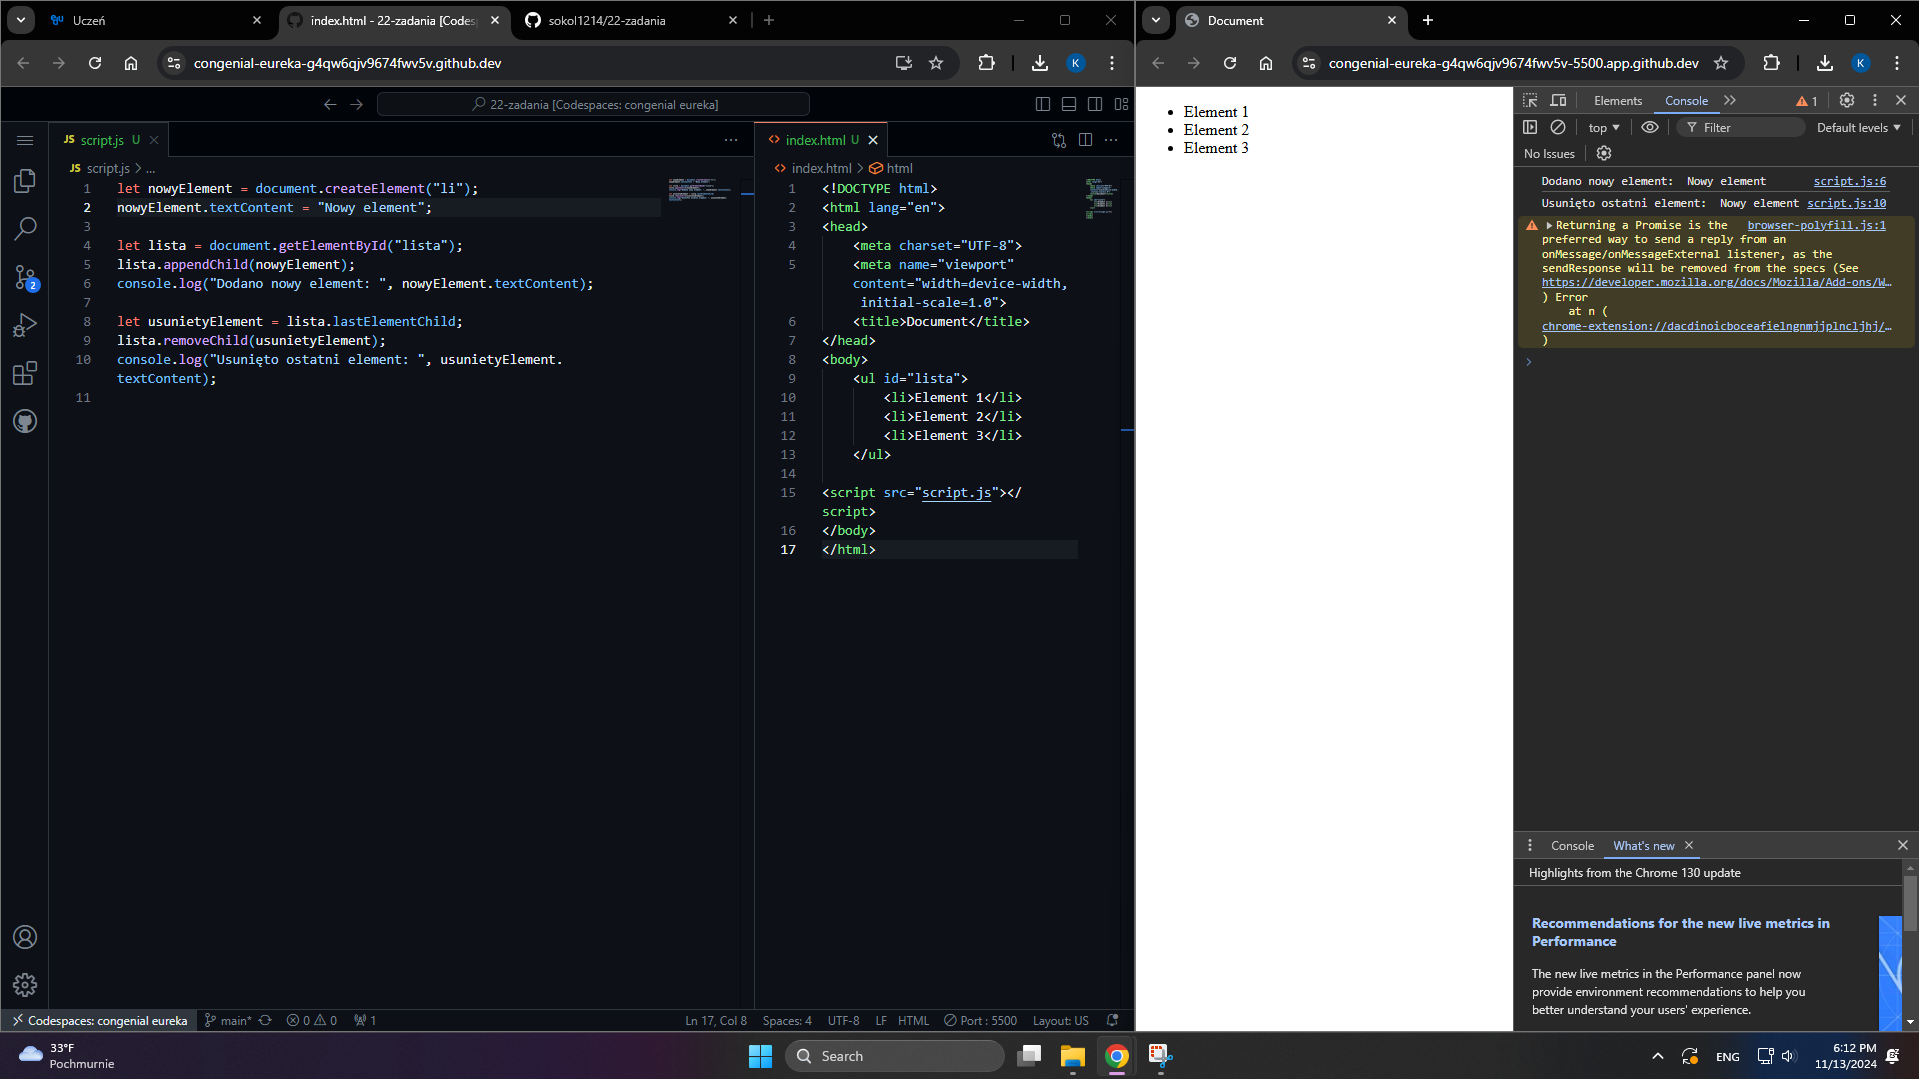 Uczeń
index.html - 22-zadania [Codes
sokol1214/22-zadania
congenial-eureka-g4qw6qjv9674fwv5v.github.dev
K
22-zadania [Codespaces: congenial eureka]
JS script.js U
JS script.js > ...
1 let nowyElement = document.createElement("li");
2 nowyElement.textContent = "Nowy element";
3
4 let lista = document.getElementById("lista");
5 lista.appendChild(nowyElement);
6 console.log("Dodano nowy element: ", nowyElement.textContent);
7
8 let usunietyElement = lista.lastElementChild;
9 lista.removeChild(usunietyElement);
10 console.log("Usunięto ostatni element: ", usunietyElement.
textContent);
11
2
<> index.html U
<> index.html > html
1 <!DOCTYPE html>
2 <html lang="en">
3 <head>
4 <meta charset="UTF-8">
5 <meta name="viewport"
content="width=device-width,
initial-scale=1.0">
6 <title>Document</title>
7 </head>
8 <body>
9 <ul id="lista">
10 <li>Element 1</li>
11 <li>Element 2</li>
12 <li>Element 3</li>
13 </ul>
14
15 <script src="script.js"></
script>
16 </body>
17 </html>
Codespaces: congenial eureka
main*
0 0
1
Ln 17, Col 8
Spaces: 4
UTF-8
LF
HTML
Port : 5500
Layout: US
Document
congenial-eureka-g4qw6qjv9674fwv5v-5500.app.github.dev
K
• Element 1
• Element 2
• Element 3
Elements Console 1
top Filter Default levels
No Issues
Dodano nowy element: Nowy element script.js:6
Usunięto ostatni element: Nowy element script.js:10
Returning a Promise is the browser-polyfill.js:1
preferred way to send a reply from an
onMessage/onMessageExternal listener, as the
sendResponse will be removed from the specs (See
https://developer.mozilla.org/docs/Mozilla/Add-ons/W…
) Error
at n (
chrome-extension://dacdinoicboceafielngnmjjplncljhj/…
)
Console What's new
Highlights from the Chrome 130 update
Recommendations for the new live metrics in
Performance
The new live metrics in the Performance panel now
provide environment recommendations to help you
better understand your users' experience.
33°F
Pochmurnie
Search
ENG
6:12 PM
11/13/2024